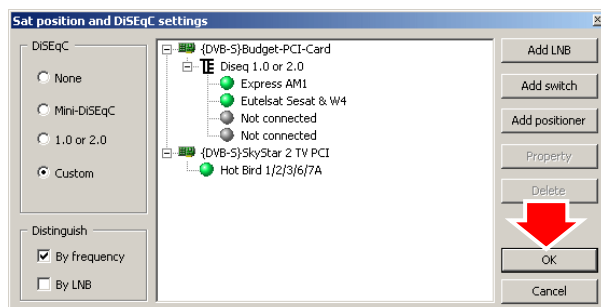 Sat position and DiSEqC settings
DiSEqC
None
Mini-DiSEqC
1.0 or 2.0
Custom
Distinguish
By frequency
By LNB
{DVB-S}Budget-PCI-Card
Diseq 1.0 or 2.0
Express AM1
Eutelsat Sesat & W4
Not connected
Not connected
{DVB-S}SkyStar 2 TV PCI
Hot Bird 1/2/3/6/7A
Add LNB
Add switch
Add positioner
Property
Delete
OK
Cancel